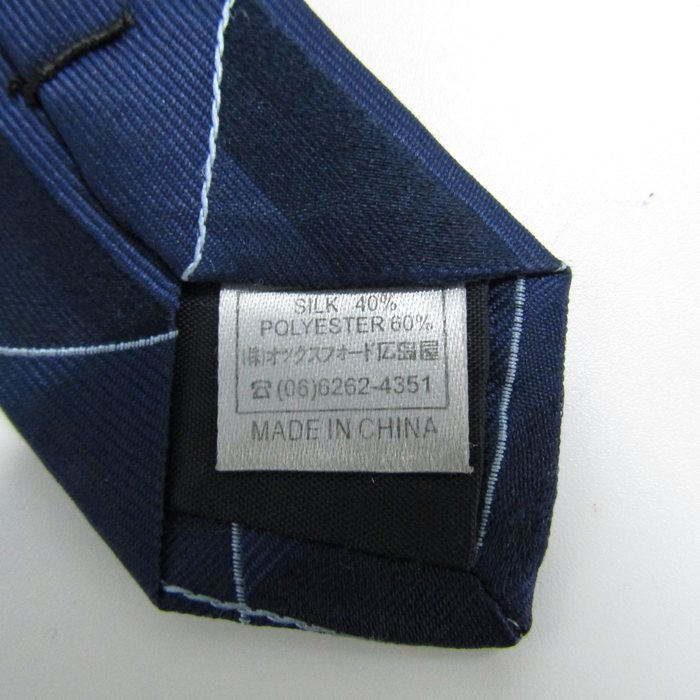 SILK 40%
POLYESTER 60%
(株)オックスフォード広島屋
☎(06)6262-4351
MADE IN CHINA